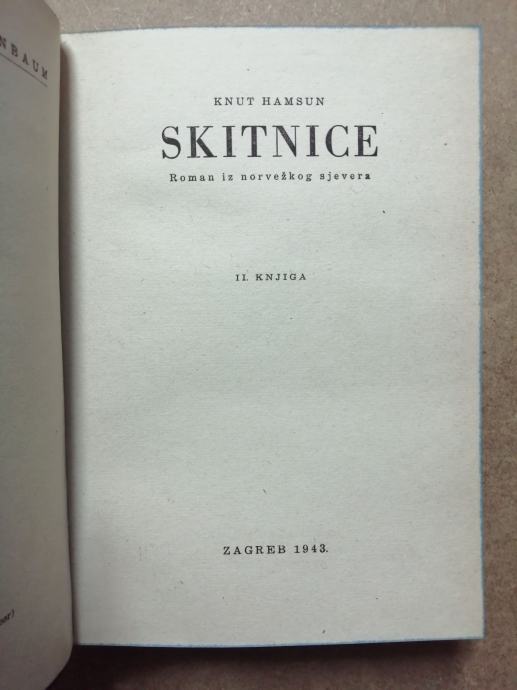 KNUT HAMSUN
SKITNICE
Roman iz norvežkog sjevera
II. KNJIGA
ZAGREB 1943.